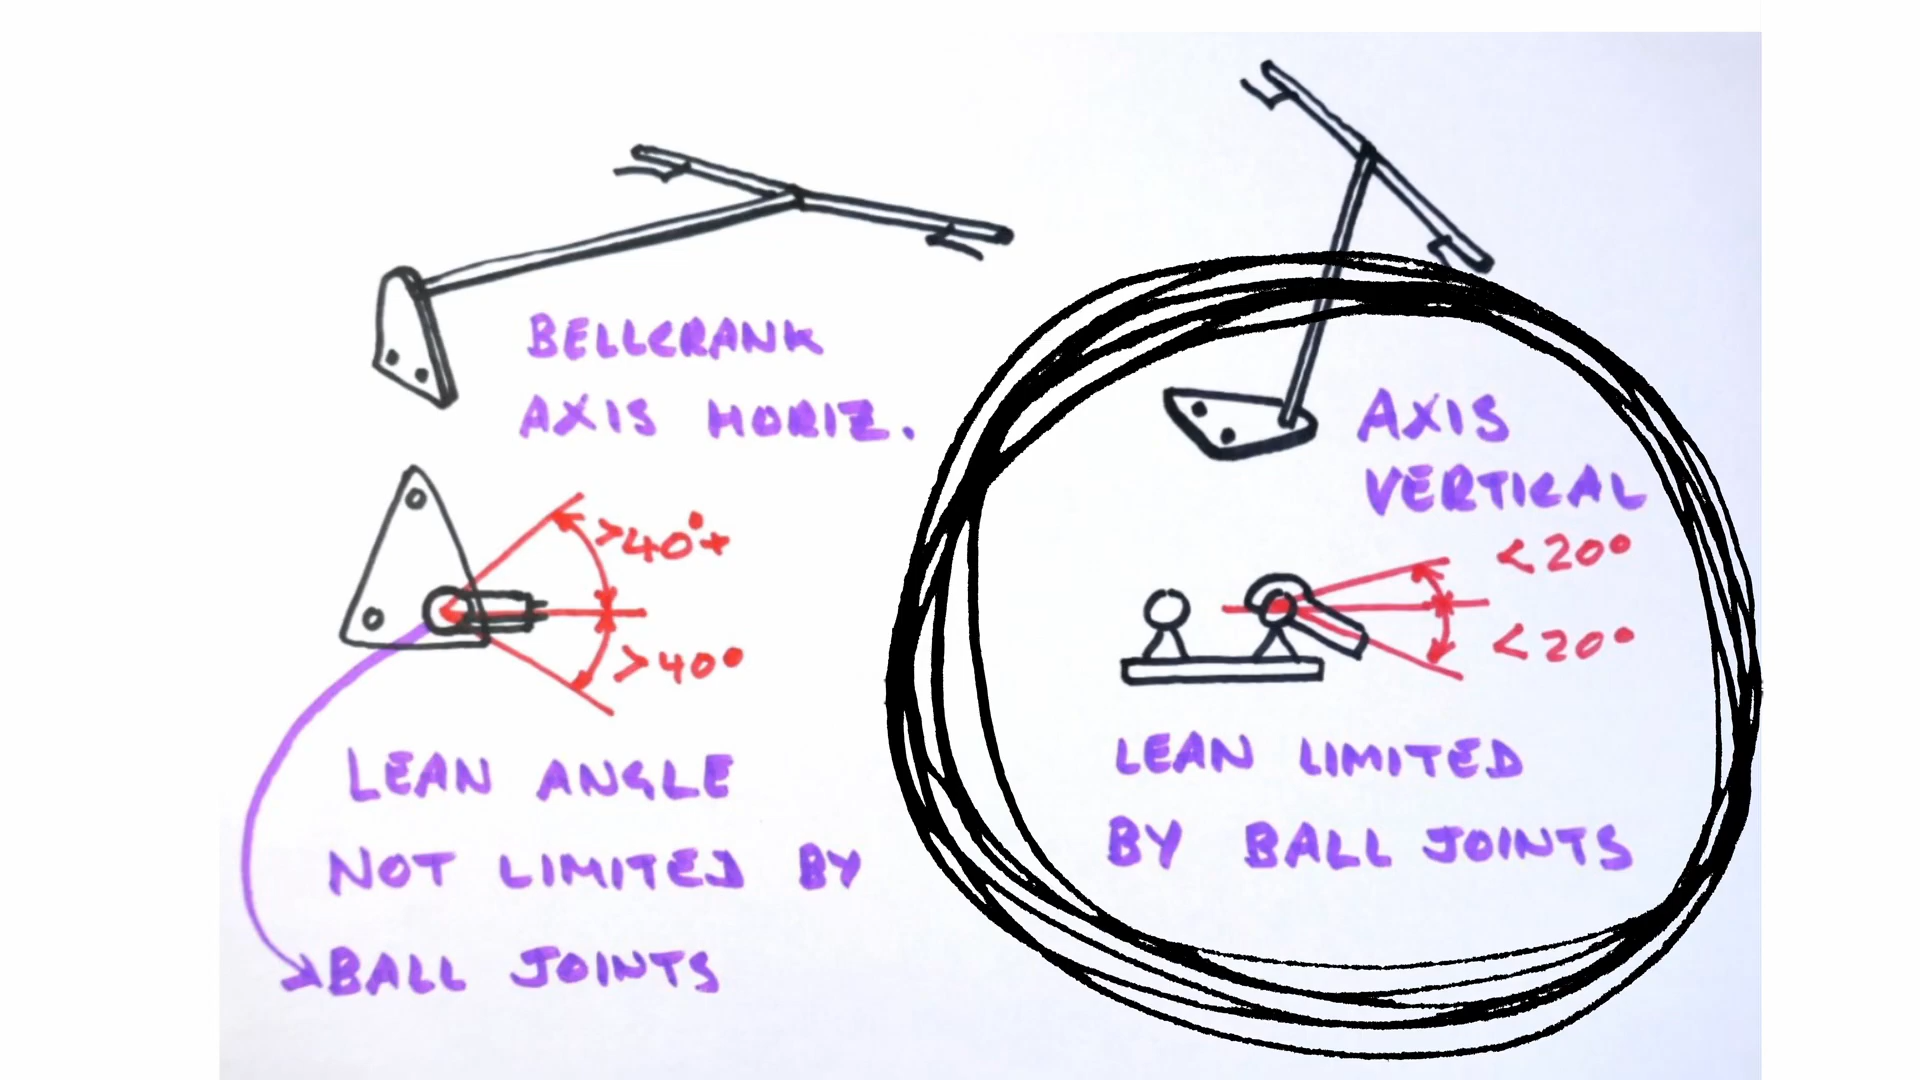 BELLCRANK
AXIS HORIZ.
>40°+
>40°
LEAN ANGLE
NOT LIMITED BY
BALL JOINTS
AXIS
VERTICAL
<20°
<20°
LEAN LIMITED
BY BALL JOINTS